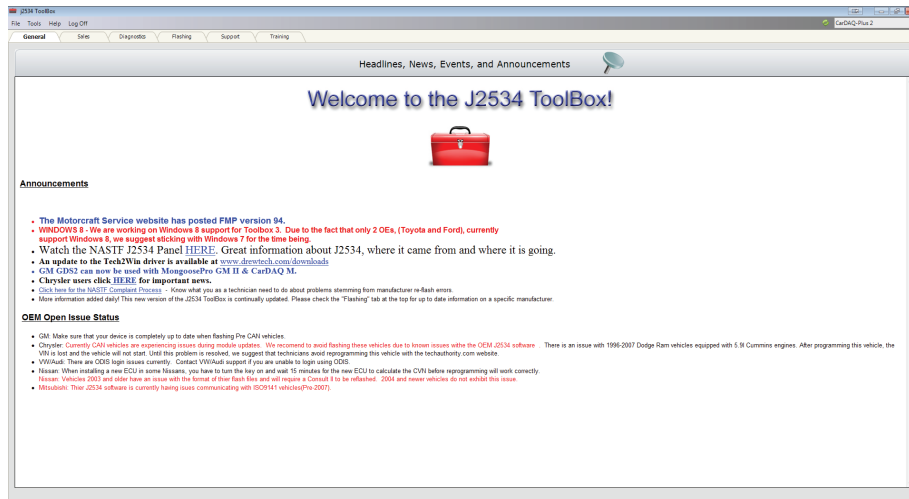 J2534 ToolBox
File Tools Help Log Off
CarDAQ-Plus 2
General Sales Diagnostics Flashing Support Training
Headlines, News, Events, and Announcements
Welcome to the J2534 ToolBox!
Announcements
The Motorcraft Service website has posted FMP version 94.
WINDOWS 8 - We are working on Windows 8 support for Toolbox 3. Due to the fact that only 2 OEs, (Toyota and Ford), currently
support Windows 8, we suggest sticking with Windows 7 for the time being.
Watch the NASTF J2534 Panel HERE. Great information about J2534, where it came from and where it is going.
An update to the Tech2Win driver is available at www.drewtech.com/downloads
GM GDS2 can now be used with MongoosePro GM II & CarDAQ M.
Chrysler users click HERE for important news.
Click here for the NASTF Complaint Process - Know what you as a technician need to do about problems stemming from manufacturer re-flash errors.
More information added daily! This new version of the J2534 ToolBox is continually updated. Please check the "Flashing" tab at the top for up to date information on a specific manufacturer.
OEM Open Issue Status
GM: Make sure that your device is completely up to date when flashing Pre CAN vehicles.
Chrysler: Currently CAN vehicles are experiencing issues during module updates. We recommend to avoid flashing these vehicles due to known issues withe the OEM J2534 software. There is an issue with 1996-2007 Dodge Ram vehicles equipped with 5.9l Cummins engines. After programming this vehicle, the
VIN is lost and the vehicle will not start. Until this problem is resolved, we suggest that technicians avoid reprogramming this vehicle with the techauthority.com website.
VW/Audi: There are ODIS login issues currently. Contact VW/Audi support if you are unable to login using ODIS.
Nissan: When installing a new ECU in some Nissans, you have to turn the key on and wait 15 minutes for the new ECU to calculate the CVN before reprogramming will work correctly.
Nissan: Vehicles 2003 and older have an issue with the format of thier flash files and will require a Consult II to be reflashed. 2004 and newer vehicles do not exhibit this issue.
Mitsubishi: Thier J2534 software is currently having isues communicating with ISO9141 vehicles(Pre-2007)